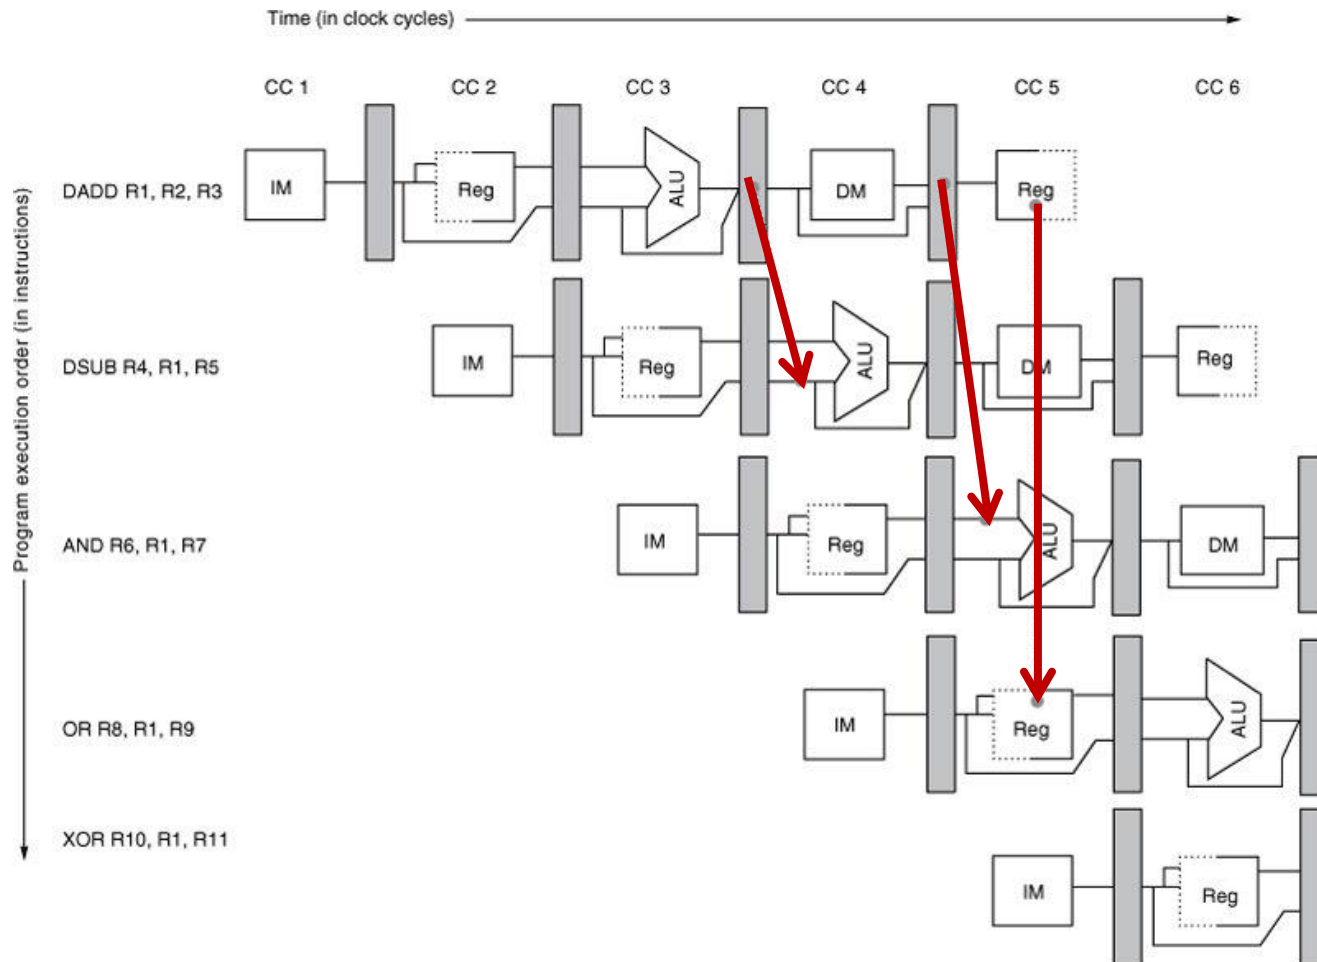 Time (in clock cycles)
CC 1 CC 2 CC 3 CC 4 CC 5 CC 6
Program execution order (in instructions)
DADD R1, R2, R3 IM Reg ALU DM Reg
DSUB R4, R1, R5 IM Reg ALU DM Reg
AND R6, R1, R7 IM Reg ALU DM
OR R8, R1, R9 IM Reg ALU
XOR R10, R1, R11
IM Reg